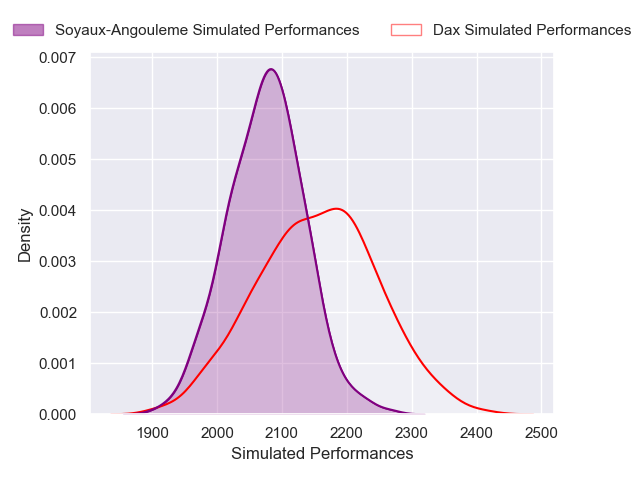 Soyaux-Angouleme Simulated Performances Dax Simulated Performances
0.007
0.006
0.005
0.004
0.003
0.002
0.001
0.000
Density
1900 2000 2100 2200 2300 2400 2500
Simulated Performances